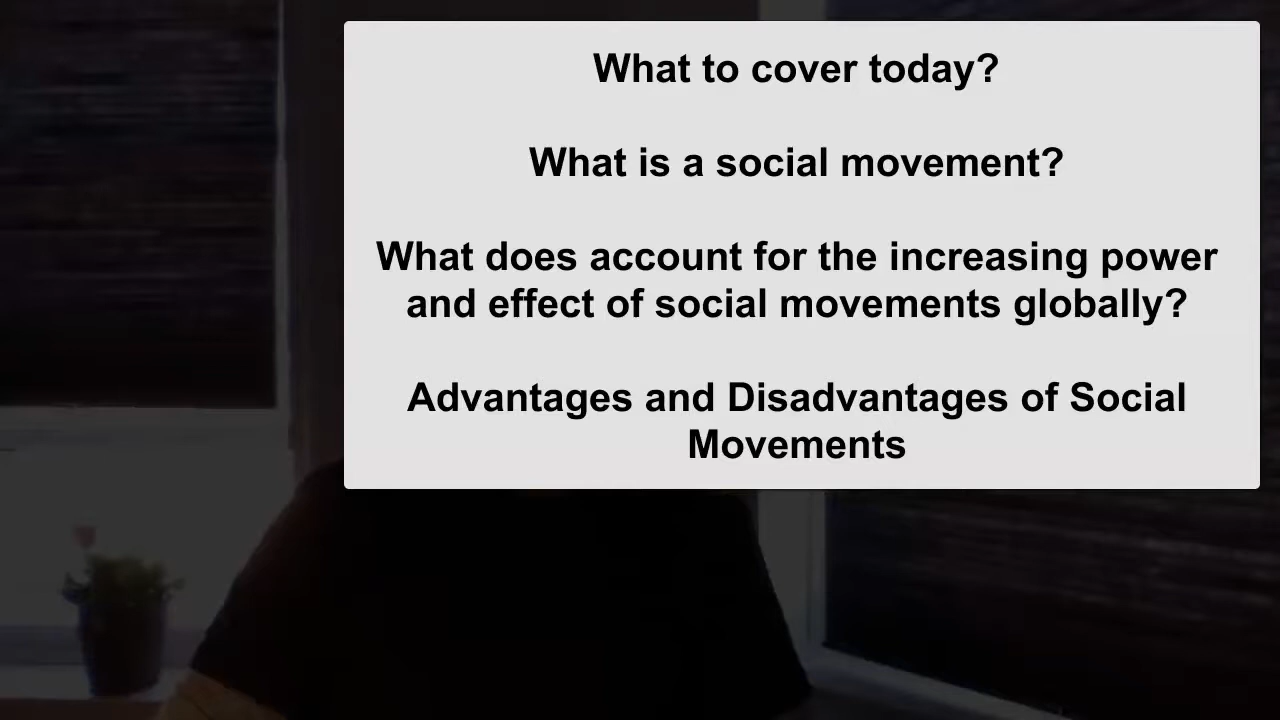 What to cover today?
What is a social movement?
What does account for the increasing power
and effect of social movements globally?
Advantages and Disadvantages of Social
Movements